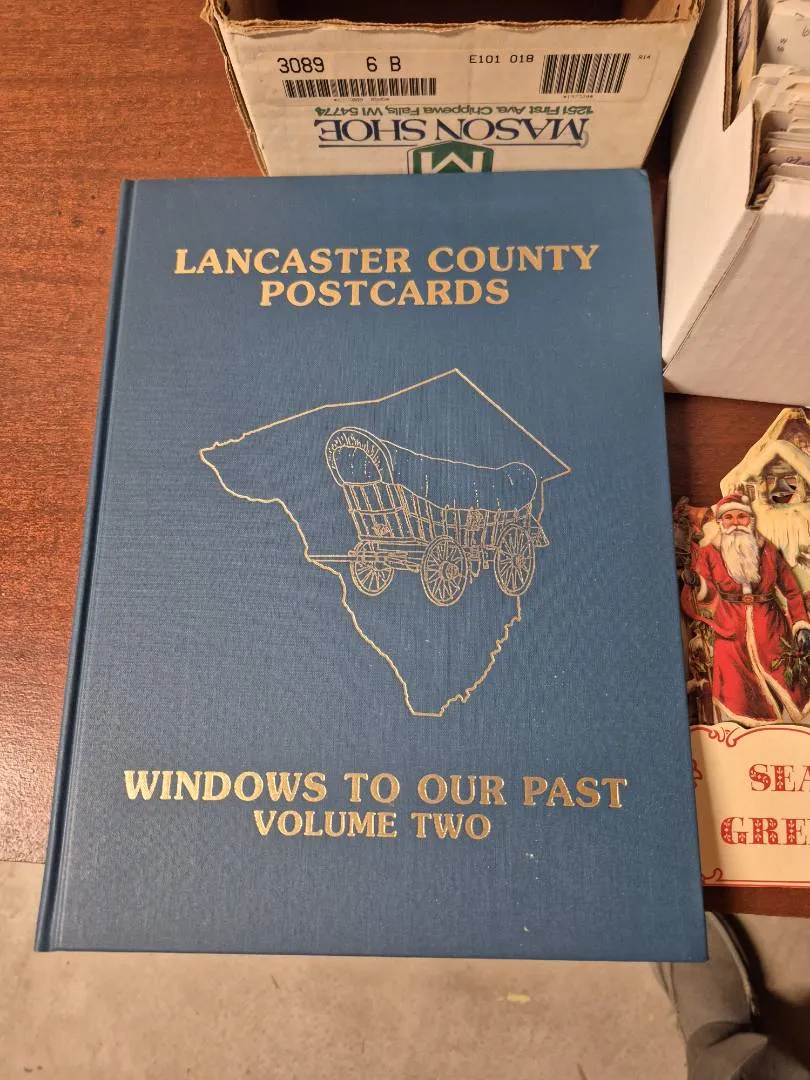 3089 6 B E101 018 R14
1251 First Ave. Chippewa Falls, WI 54774
MASON SHOE
LANCASTER COUNTY
POSTCARDS
WINDOWS TO OUR PAST
VOLUME TWO
SEA
GRE